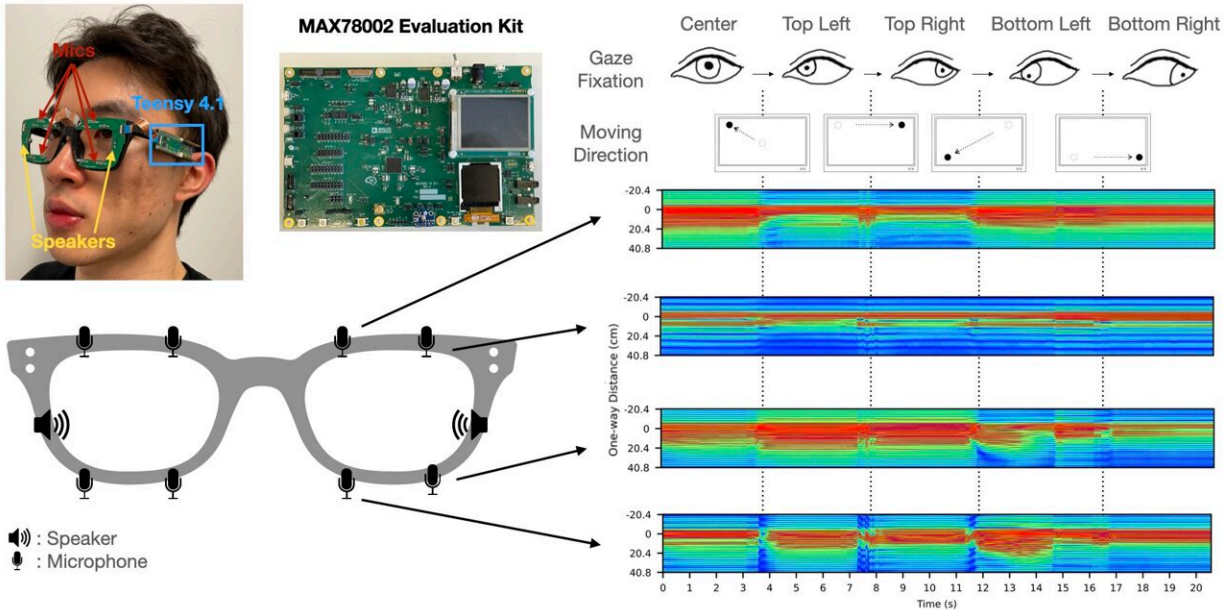 Mics
Teensy 4.1
Speakers
MAX78002 Evaluation Kit
Center Top Left Top Right Bottom Left Bottom Right
Gaze
Fixation
Moving
Direction
-20.4
0
20.4
40.8
-20.4
0
20.4
40.8
-20.4
0
20.4
40.8
-20.4
0
20.4
40.8
One-way Distance (cm)
0 1 2 3 4 5 6 7 8 9 10 11 12 13 14 15 16 17 18 19 20
Time (s)
: Speaker
: Microphone